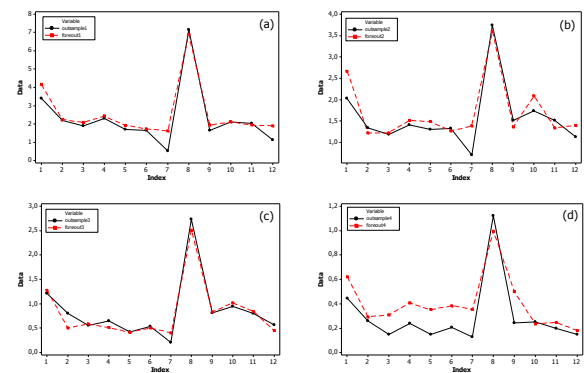 (a)
Variable
outsample1
foreout1
Data
8
7
6
5
4
3
2
1
0
1 2 3 4 5 6 7 8 9 10 11 12
Index
(b)
Variable
outsample2
foreout2
Data
4,0
3,5
3,0
2,5
2,0
1,5
1,0
1 2 3 4 5 6 7 8 9 10 11 12
Index
(c)
Variable
outsample3
foreout3
Data
3,0
2,5
2,0
1,5
1,0
0,5
0,0
1 2 3 4 5 6 7 8 9 10 11 12
Index
(d)
Variable
outsample4
foreout4
Data
1,2
1,0
0,8
0,6
0,4
0,2
0,0
1 2 3 4 5 6 7 8 9 10 11 12
Index